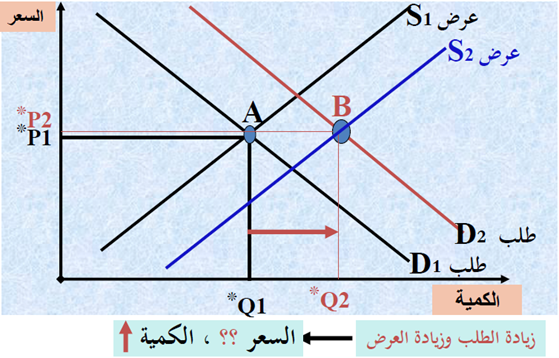 السعر
S1 عرض
S2 عرض
*P2
*P1
A
B
D2 طلب
D1 طلب
الكمية
*Q1
*Q2
زيادة الطلب وزيادة العرض
السعر ؟؟ ، الكمية